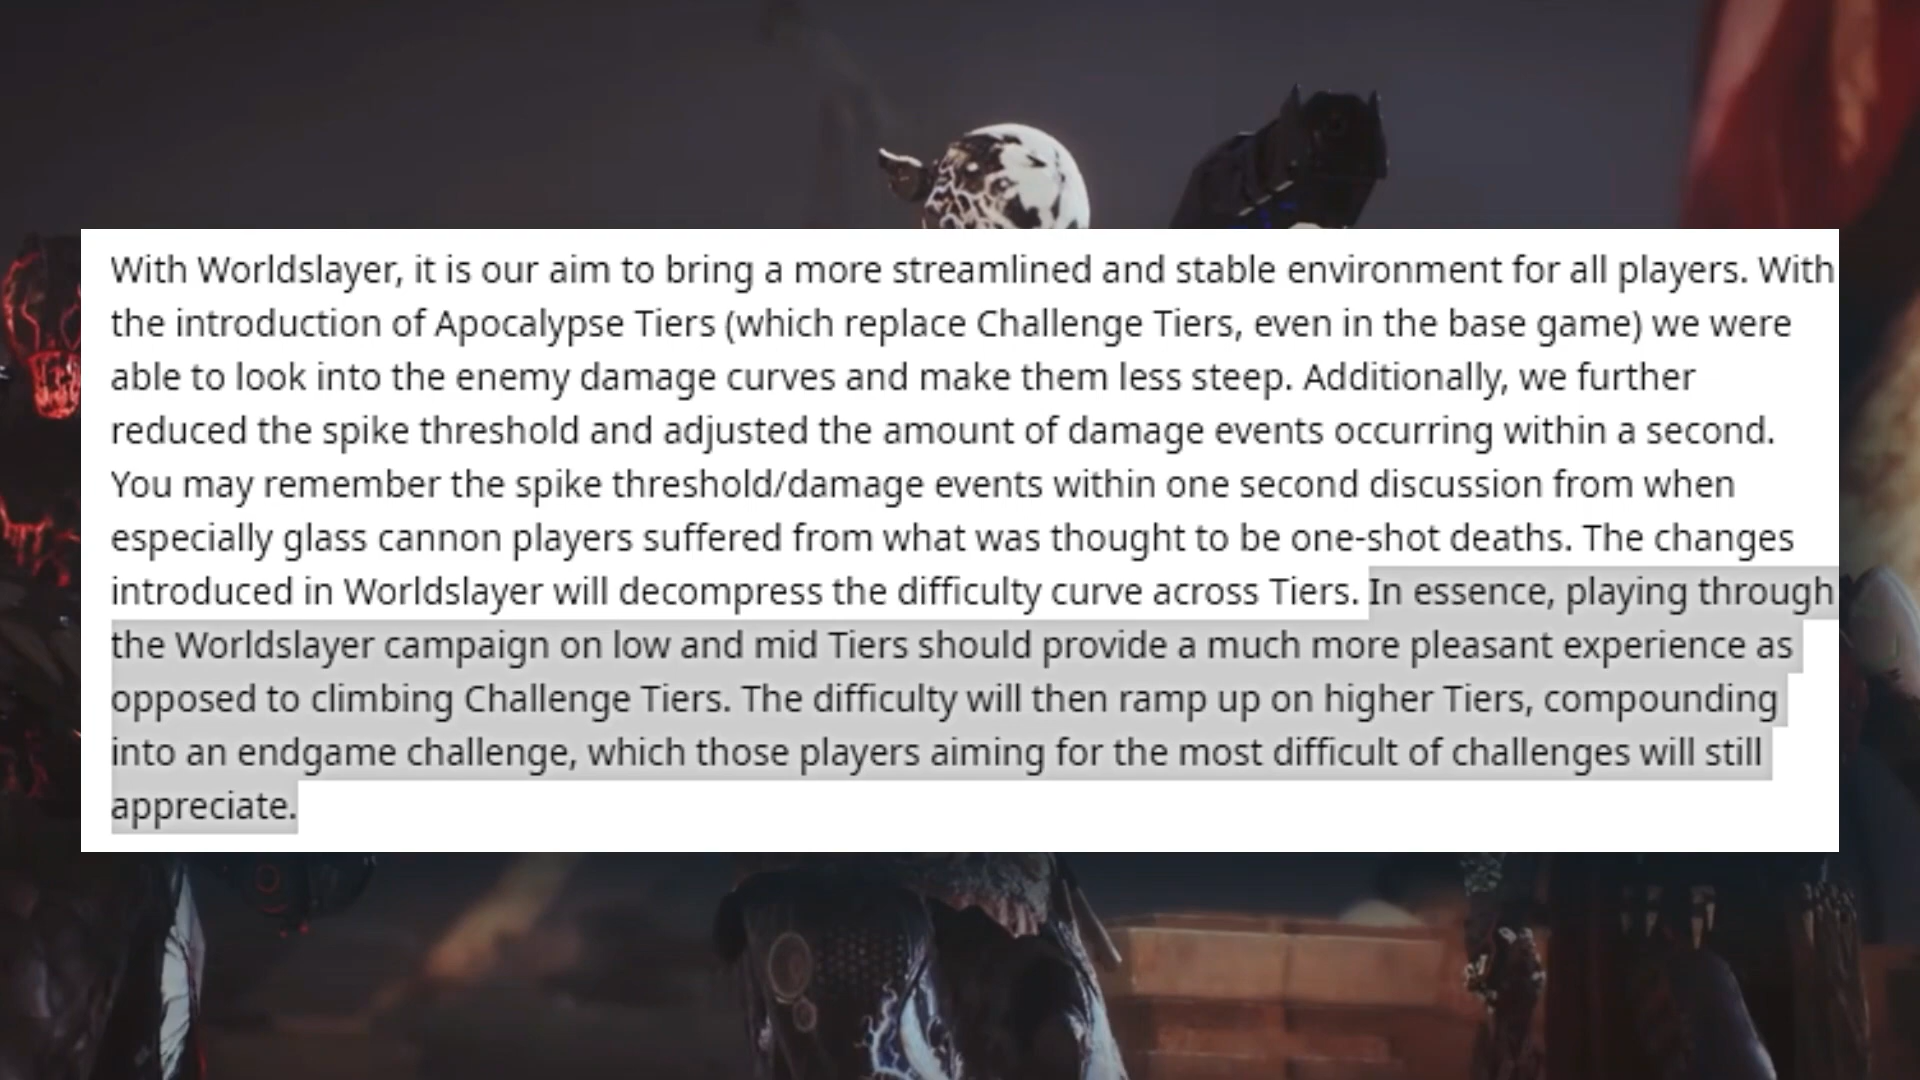 With Worldslayer, it is our aim to bring a more streamlined and stable environment for all players. With
the introduction of Apocalypse Tiers (which replace Challenge Tiers, even in the base game) we were
able to look into the enemy damage curves and make them less steep. Additionally, we further
reduced the spike threshold and adjusted the amount of damage events occurring within a second.
You may remember the spike threshold/damage events within one second discussion from when
especially glass cannon players suffered from what was thought to be one-shot deaths. The changes
introduced in Worldslayer will decompress the difficulty curve across Tiers. In essence, playing through
the Worldslayer campaign on low and mid Tiers should provide a much more pleasant experience as
opposed to climbing Challenge Tiers. The difficulty will then ramp up on higher Tiers, compounding
into an endgame challenge, which those players aiming for the most difficult of challenges will still
appreciate.